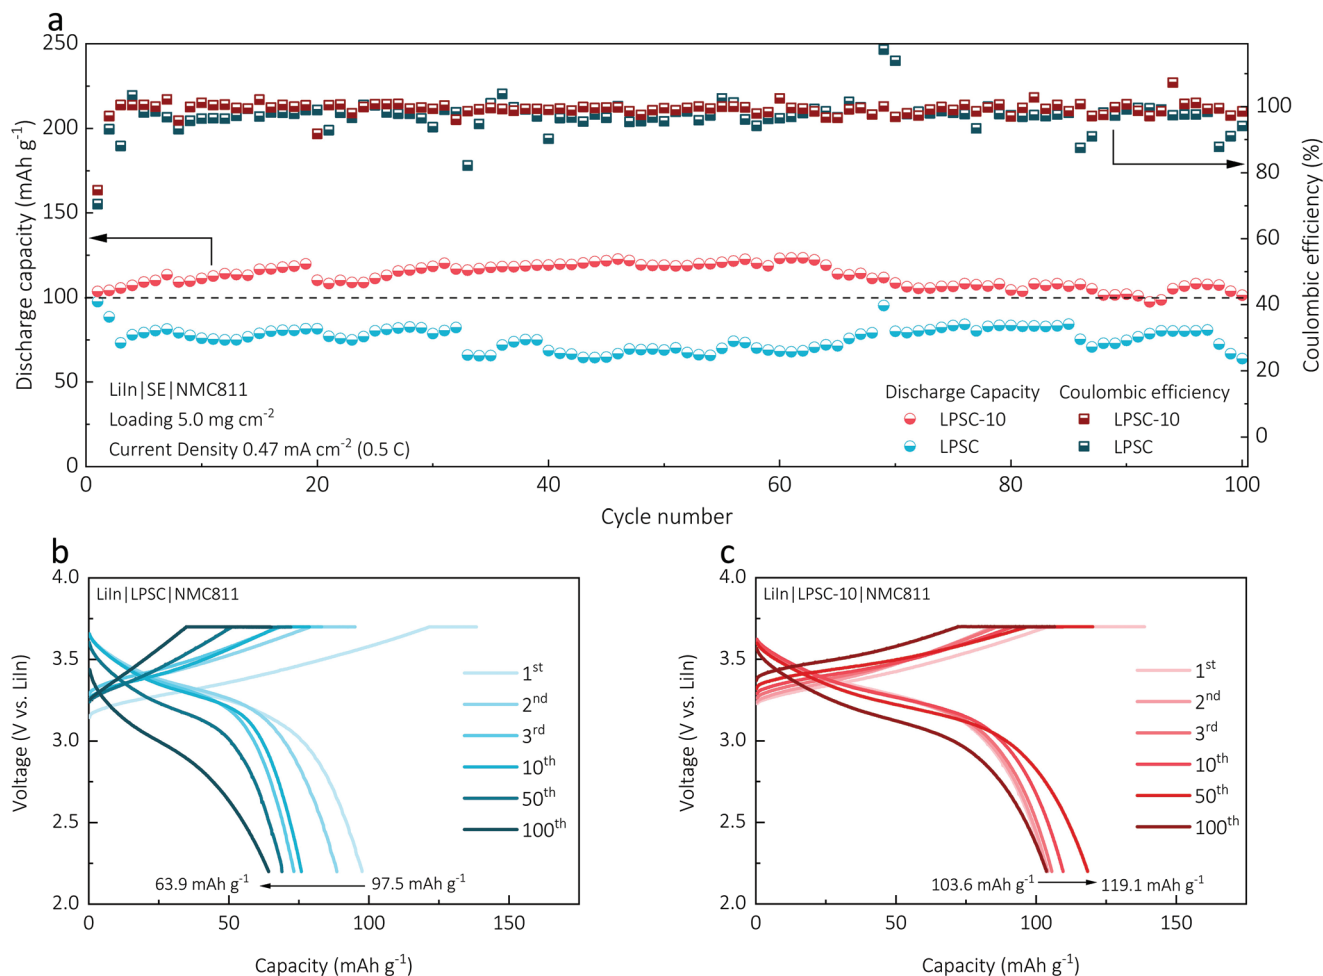 a
250
200
150
100
50
0
Discharge capacity (mAh g⁻¹)
100
80
60
40
20
0
Coulombic efficiency (%)
LiIn|SE|NMC811
Loading 5.0 mg cm⁻²
Current Density 0.47 mA cm⁻² (0.5 C)
Discharge Capacity Coulombic efficiency
LPSC-10 LPSC-10
LPSC LPSC
0 20 40 60 80 100
Cycle number
b
4.0
3.5
3.0
2.5
2.0
Voltage (V vs. LiIn)
LiIn|LPSC|NMC811
1ˢᵗ
2ⁿᵈ
3ʳᵈ
10ᵗʰ
50ᵗʰ
100ᵗʰ
63.9 mAh g⁻¹ 97.5 mAh g⁻¹
0 50 100 150
Capacity (mAh g⁻¹)
c
4.0
3.5
3.0
2.5
2.0
Voltage (V vs. LiIn)
LiIn|LPSC-10|NMC811
1ˢᵗ
2ⁿᵈ
3ʳᵈ
10ᵗʰ
50ᵗʰ
100ᵗʰ
103.6 mAh g⁻¹ 119.1 mAh g⁻¹
0 50 100 150
Capacity (mAh g⁻¹)